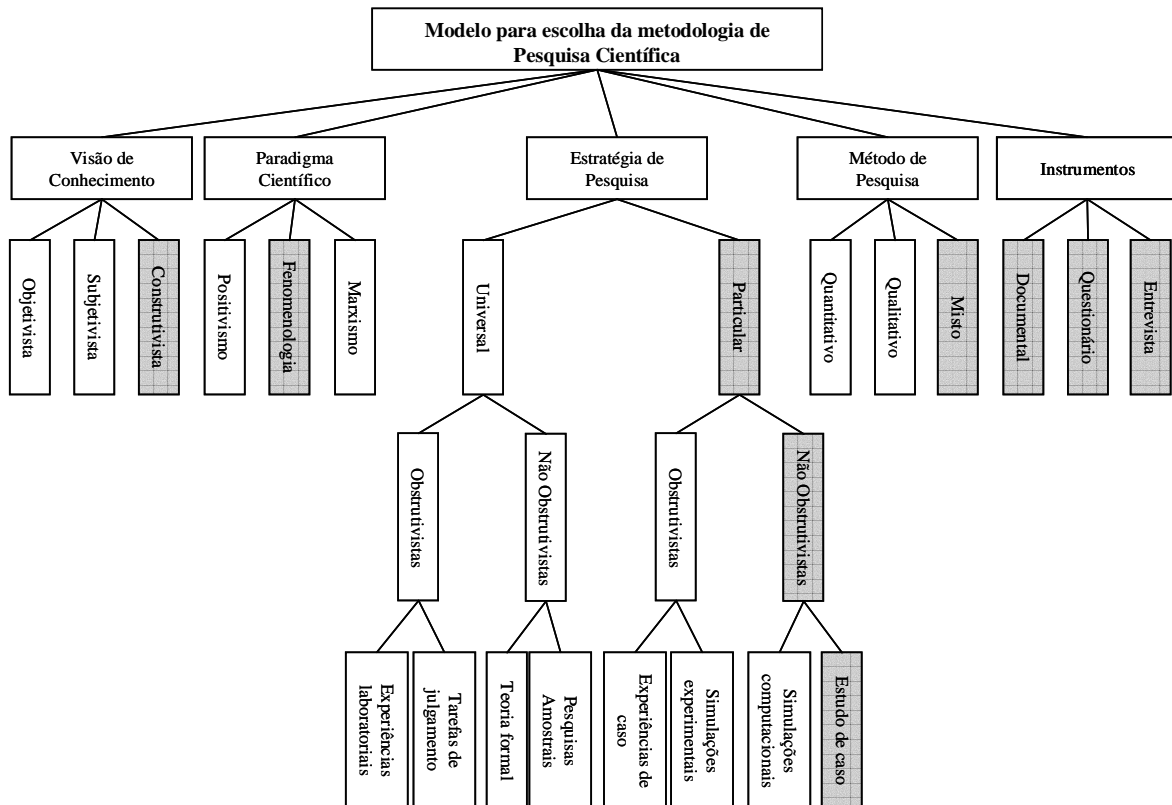 Modelo para escolha da metodologia de
Pesquisa Científica
Visão de
Conhecimento
Paradigma
Científico
Estratégia de
Pesquisa
Método de
Pesquisa
Instrumentos
Objetivista
Subjetivista
Construtivista
Positivismo
Fenomenologia
Marxismo
Universal
Particular
Quantitativo
Qualitativo
Misto
Documental
Questionário
Entrevista
Obstrutivistas
Não Obstrutivistas
Obstrutivistas
Não Obstrutivistas
Experiências
laboratoriais
Tarefas de
julgamento
Teoria formal
Pesquisas
Amostrais
Experiências de
caso
Simulações
experimentais
Simulações
computacionais
Estudo de caso